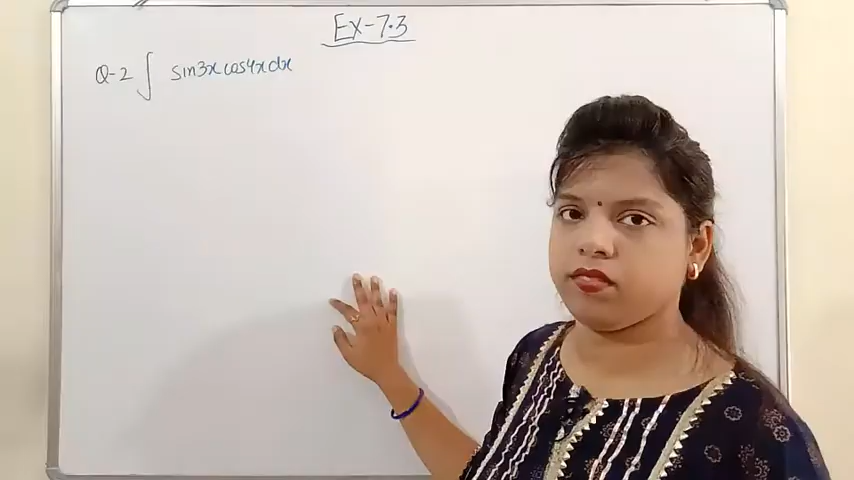 Ex-7.3
Q-2 ∫ sin3x cos4x dx